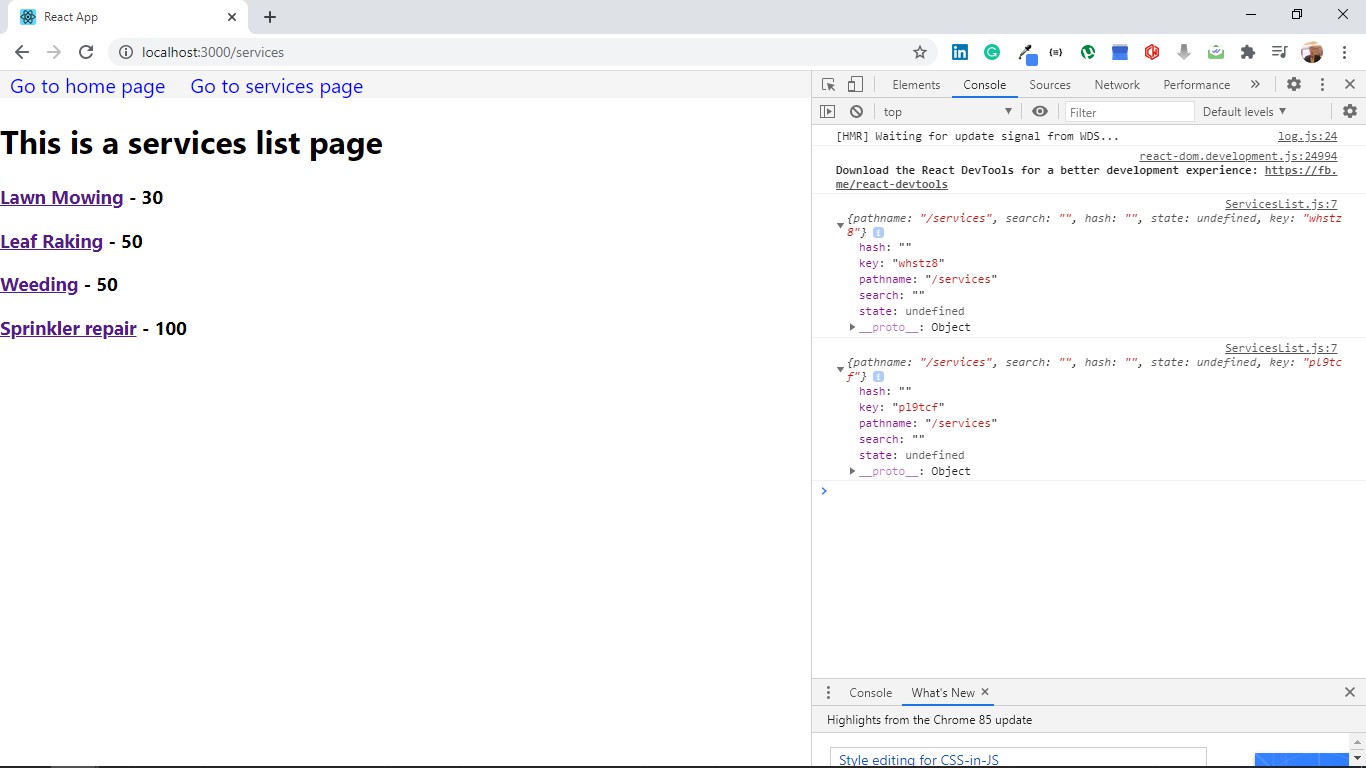 React App
localhost:3000/services
Go to home page Go to services page
This is a services list page
Lawn Mowing - 30
Leaf Raking - 50
Weeding - 50
Sprinkler repair - 100
Elements Console Sources Network Performance
top Filter Default levels
[HMR] Waiting for update signal from WDS... log.js:24
react-dom.development.js:24994
Download the React DevTools for a better development experience: https://fb.
me/react-devtools
ServicesList.js:7
{pathname: "/services", search: "", hash: "", state: undefined, key: "whstz
8"}
hash: ""
key: "whstz8"
pathname: "/services"
search: ""
state: undefined
__proto__: Object
ServicesList.js:7
{pathname: "/services", search: "", hash: "", state: undefined, key: "pl9tc
f"}
hash: ""
key: "pl9tcf"
pathname: "/services"
search: ""
state: undefined
__proto__: Object
Console What's New
Highlights from the Chrome 85 update
Style editing for CSS-in-JS